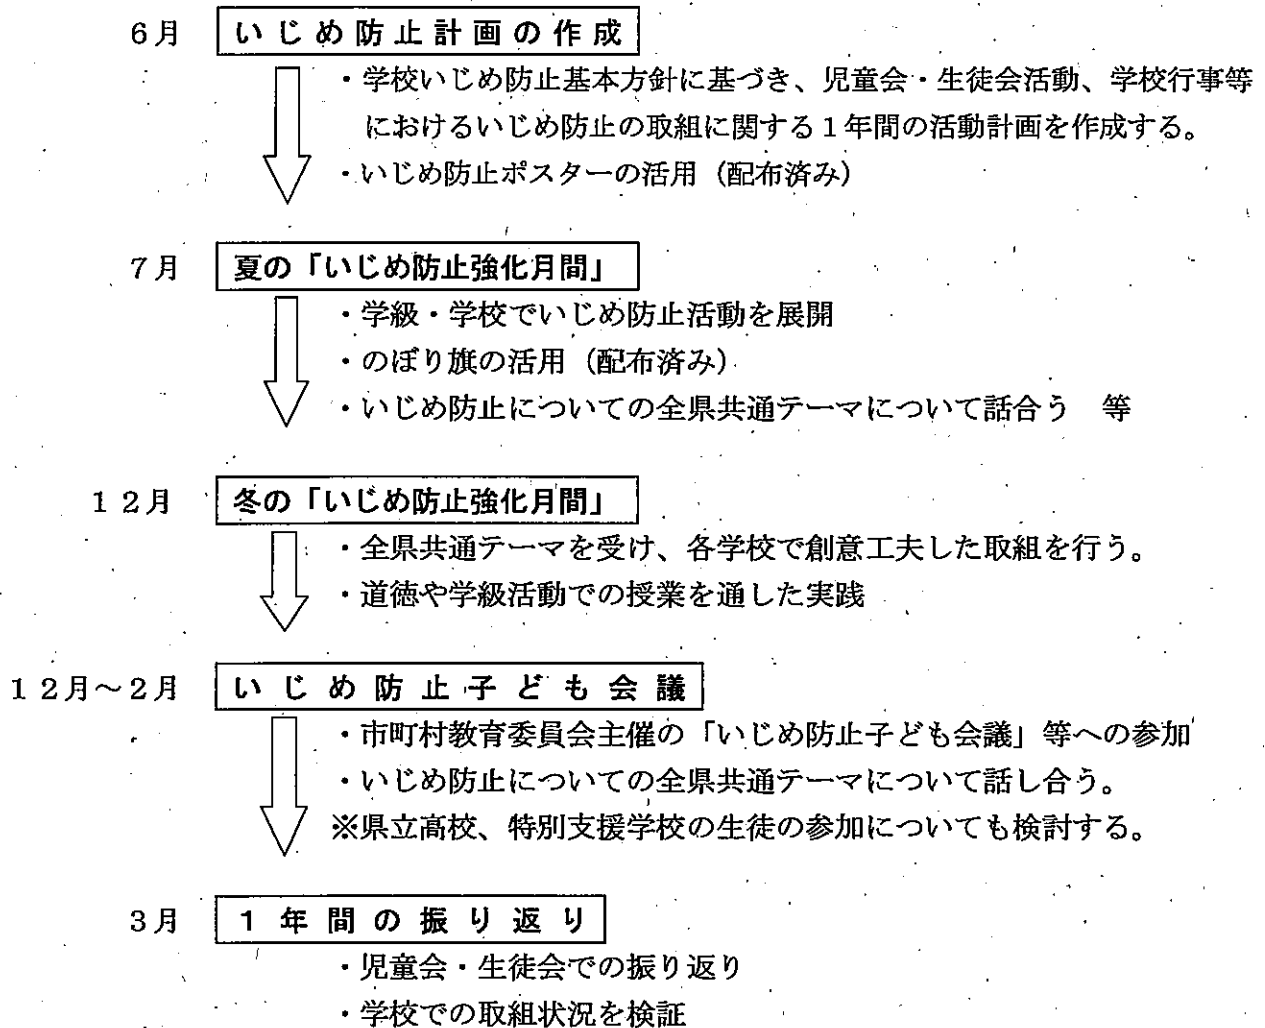 6月 いじめ防止計画の作成
・学校いじめ防止基本方針に基づき、児童会・生徒会活動、学校行事等
におけるいじめ防止の取組に関する1年間の活動計画を作成する。
・いじめ防止ポスターの活用（配布済み）
7月 夏の「いじめ防止強化月間」
・学級・学校でいじめ防止活動を展開
・のぼり旗の活用（配布済み）
・いじめ防止についての全県共通テーマについて話合う　等
12月 冬の「いじめ防止強化月間」
・全県共通テーマを受け、各学校で創意工夫した取組を行う。
・道徳や学級活動での授業を通した実践
12月～2月 いじめ防止子ども会議
・市町村教育委員会主催の「いじめ防止子ども会議」等への参加
・いじめ防止についての全県共通テーマについて話し合う。
※県立高校、特別支援学校の生徒の参加についても検討する。
3月 1年間の振り返り
・児童会・生徒会での振り返り
・学校での取組状況を検証